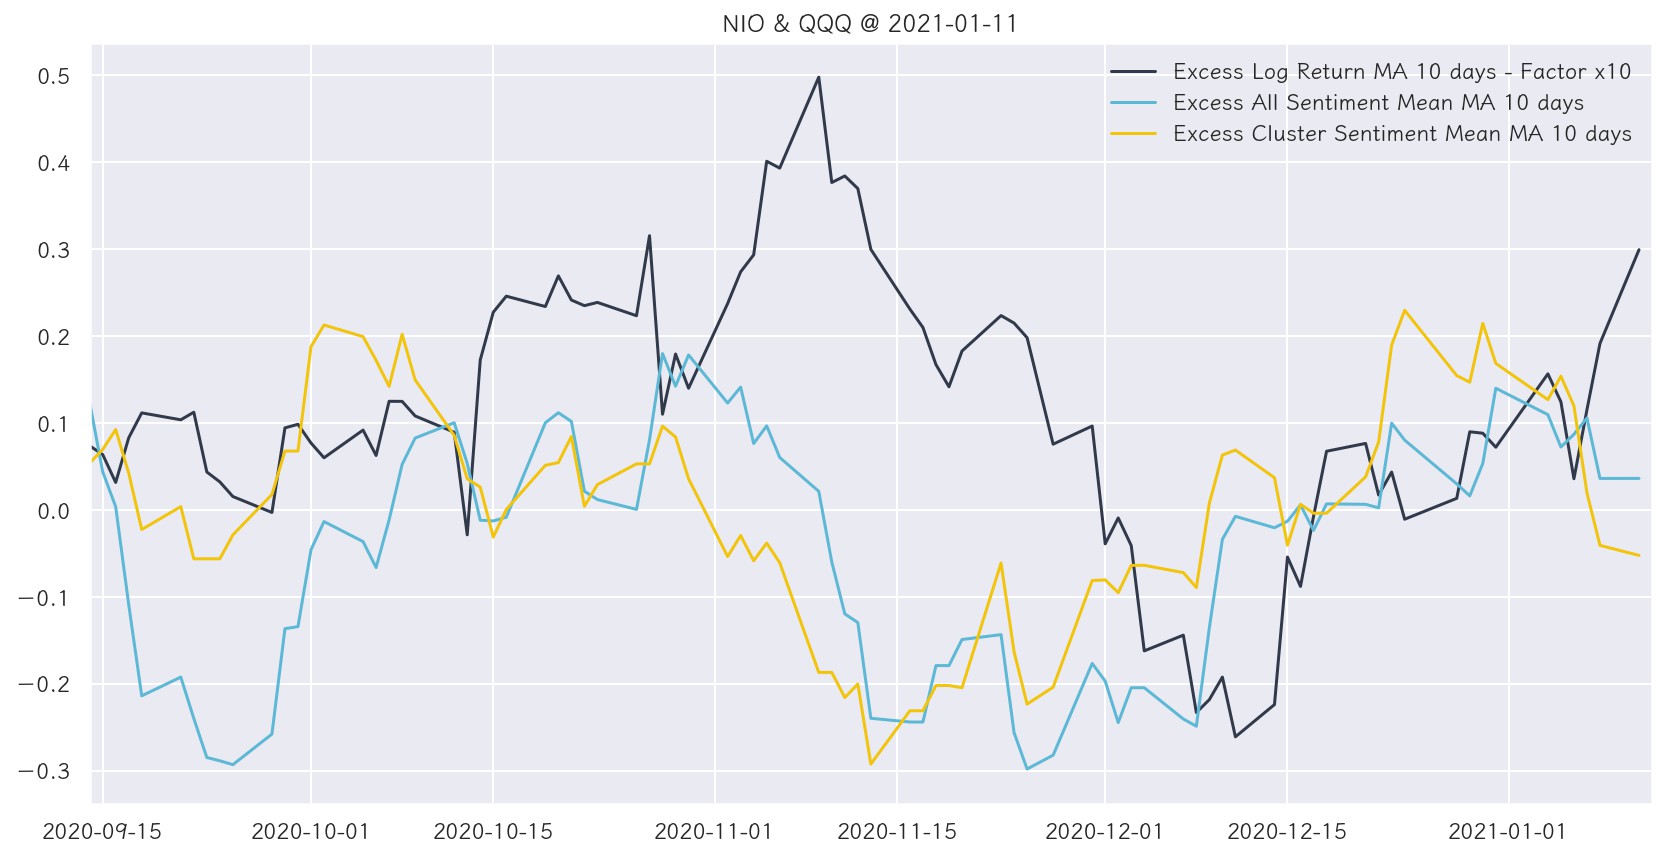 NIO & QQQ @ 2021-01-11
Excess Log Return MA 10 days - Factor x10
Excess All Sentiment Mean MA 10 days
Excess Cluster Sentiment Mean MA 10 days
0.5
0.4
0.3
0.2
0.1
0.0
−0.1
−0.2
−0.3
2020-09-15 2020-10-01 2020-10-15 2020-11-01 2020-11-15 2020-12-01 2020-12-15 2021-01-01